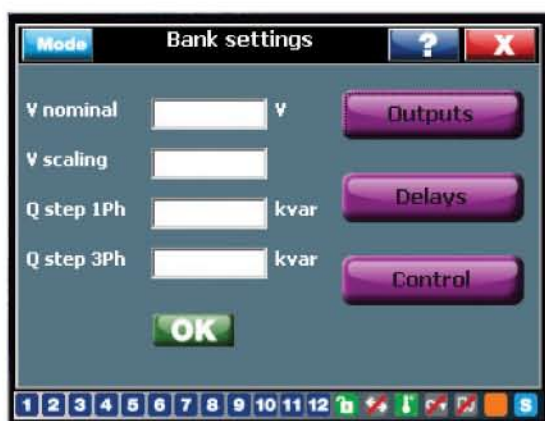 Mode Bank settings ? X
V nominal V Outputs
V scaling
Q step 1Ph kvar Delays
Q step 3Ph kvar
Control
OK
1 2 3 4 5 6 7 8 9 10 11 12 S